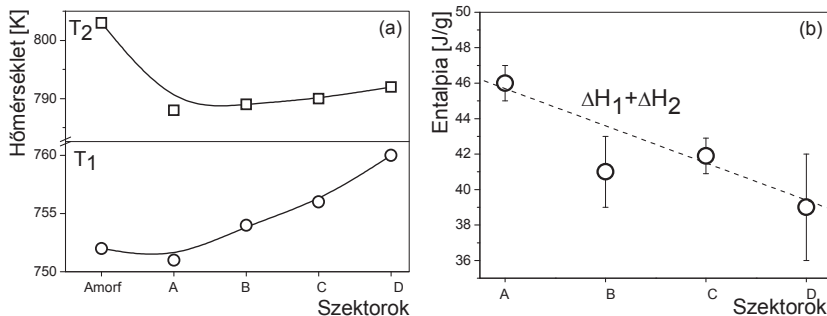 (a)
T2
Hőmérséklet [K]
800
790
T1
760
755
750
Amorf A B C D
Szektorok
(b)
Entalpia [J/g]
50
48
46
44
42
40
38
36
ΔH1+ΔH2
A B C D
Szektorok